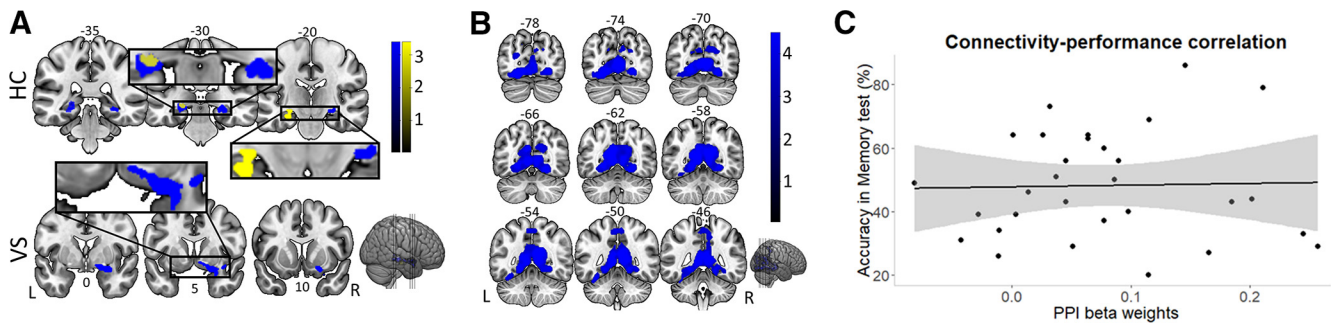 A
-35
-30
-20
HC
3
2
1
VS
L
0
5
10
R
B
-78
-74
-70
-66
-62
-58
-54
-50
-46
L
R
4
3
2
1
C
Connectivity-performance correlation
Accuracy in Memory test (%)
80
60
40
20
0.0
0.1
0.2
PPI beta weights